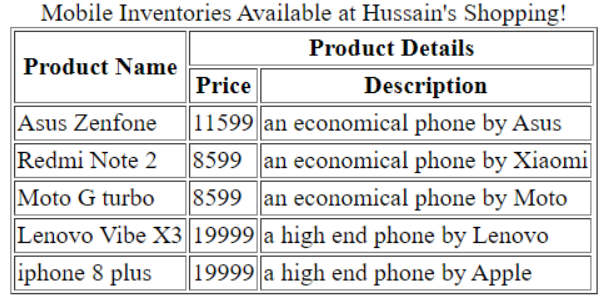 Mobile Inventories Available at Hussain's Shopping!
Product Name Product Details
Price Description
Asus Zenfone 11599 an economical phone by Asus
Redmi Note 2 8599 an economical phone by Xiaomi
Moto G turbo 8599 an economical phone by Moto
Lenovo Vibe X3 19999 a high end phone by Lenovo
iphone 8 plus 19999 a high end phone by Apple